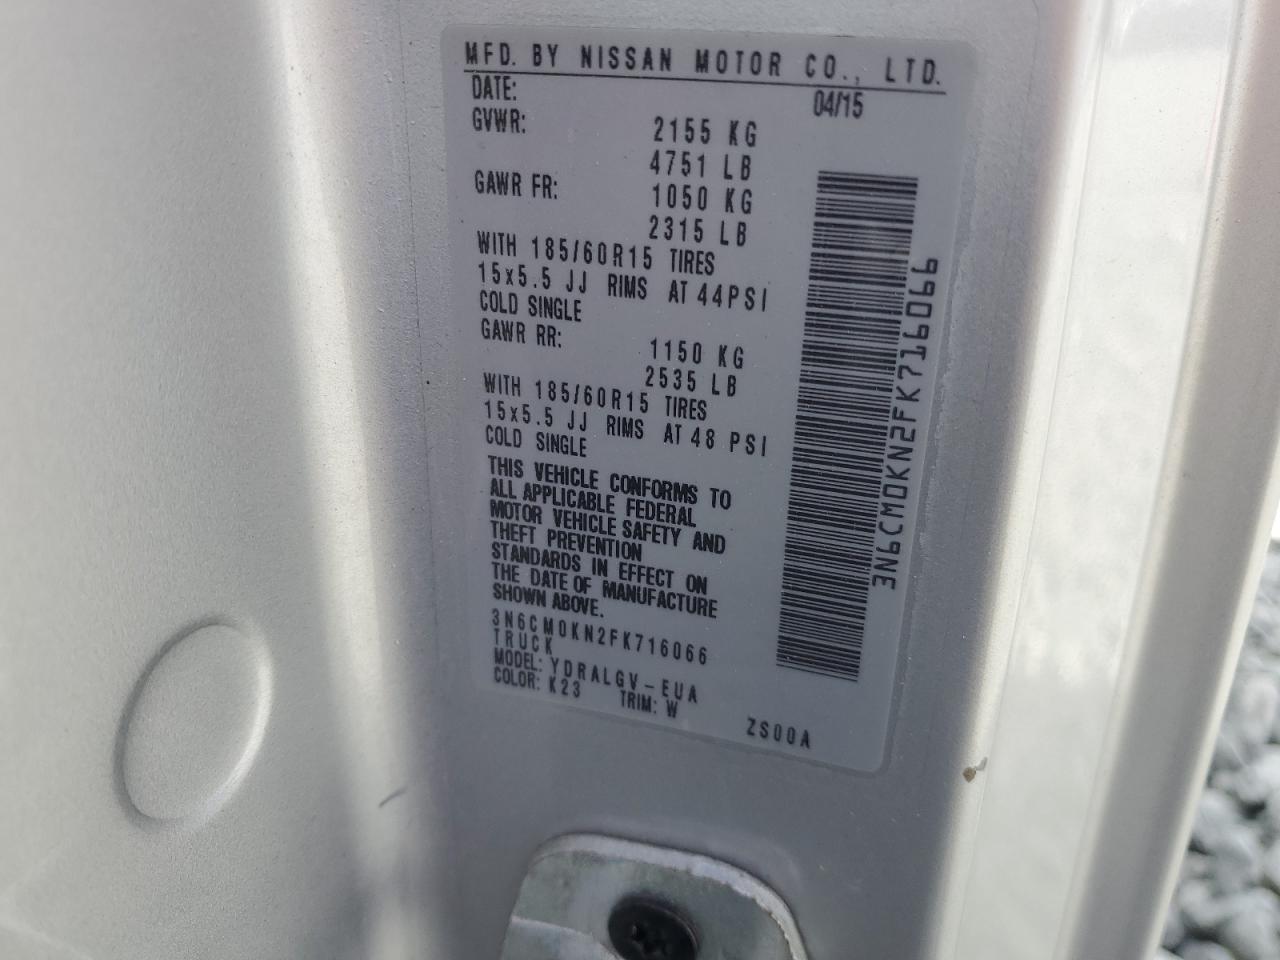 MFD. BY NISSAN MOTOR CO., LTD.
DATE: 04/15
GVWR: 2155 KG
4751 LB
GAWR FR: 1050 KG
2315 LB
WITH 185/60R15 TIRES
15x5.5 JJ RIMS AT 44PSI
COLD SINGLE
GAWR RR: 1150 KG
2535 LB
WITH 185/60R15 TIRES
15x5.5 JJ RIMS AT 48 PSI
COLD SINGLE
THIS VEHICLE CONFORMS TO
ALL APPLICABLE FEDERAL
MOTOR VEHICLE SAFETY AND
THEFT PREVENTION
STANDARDS IN EFFECT ON
THE DATE OF MANUFACTURE
SHOWN ABOVE.
3N6CM0KN2FK716066
TRUCK
MODEL: YDRALGV-EUA
COLOR: K23 TRIM: W ZS00A
3N6CM0KN2FK716066